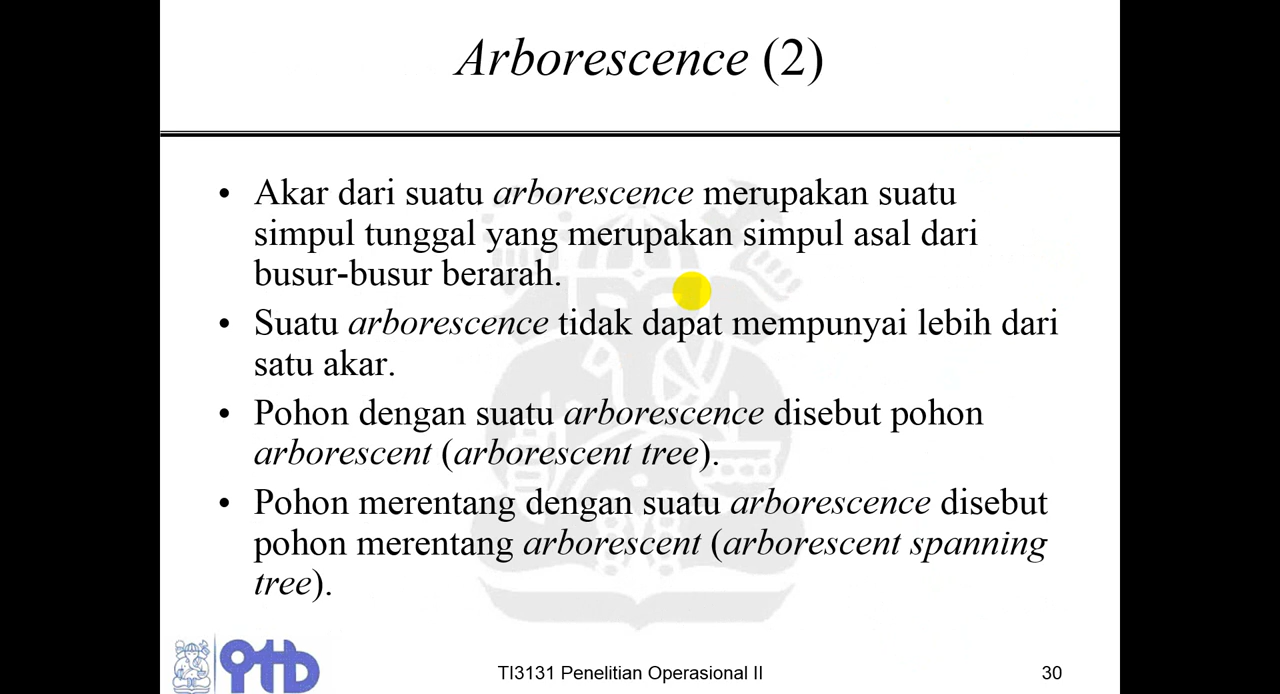 Arborescence (2)
• Akar dari suatu arborescence merupakan suatu
simpul tunggal yang merupakan simpul asal dari
busur-busur berarah.
• Suatu arborescence tidak dapat mempunyai lebih dari
satu akar.
• Pohon dengan suatu arborescence disebut pohon
arborescent (arborescent tree).
• Pohon merentang dengan suatu arborescence disebut
pohon merentang arborescent (arborescent spanning
tree).
itb
TI3131 Penelitian Operasional II
30